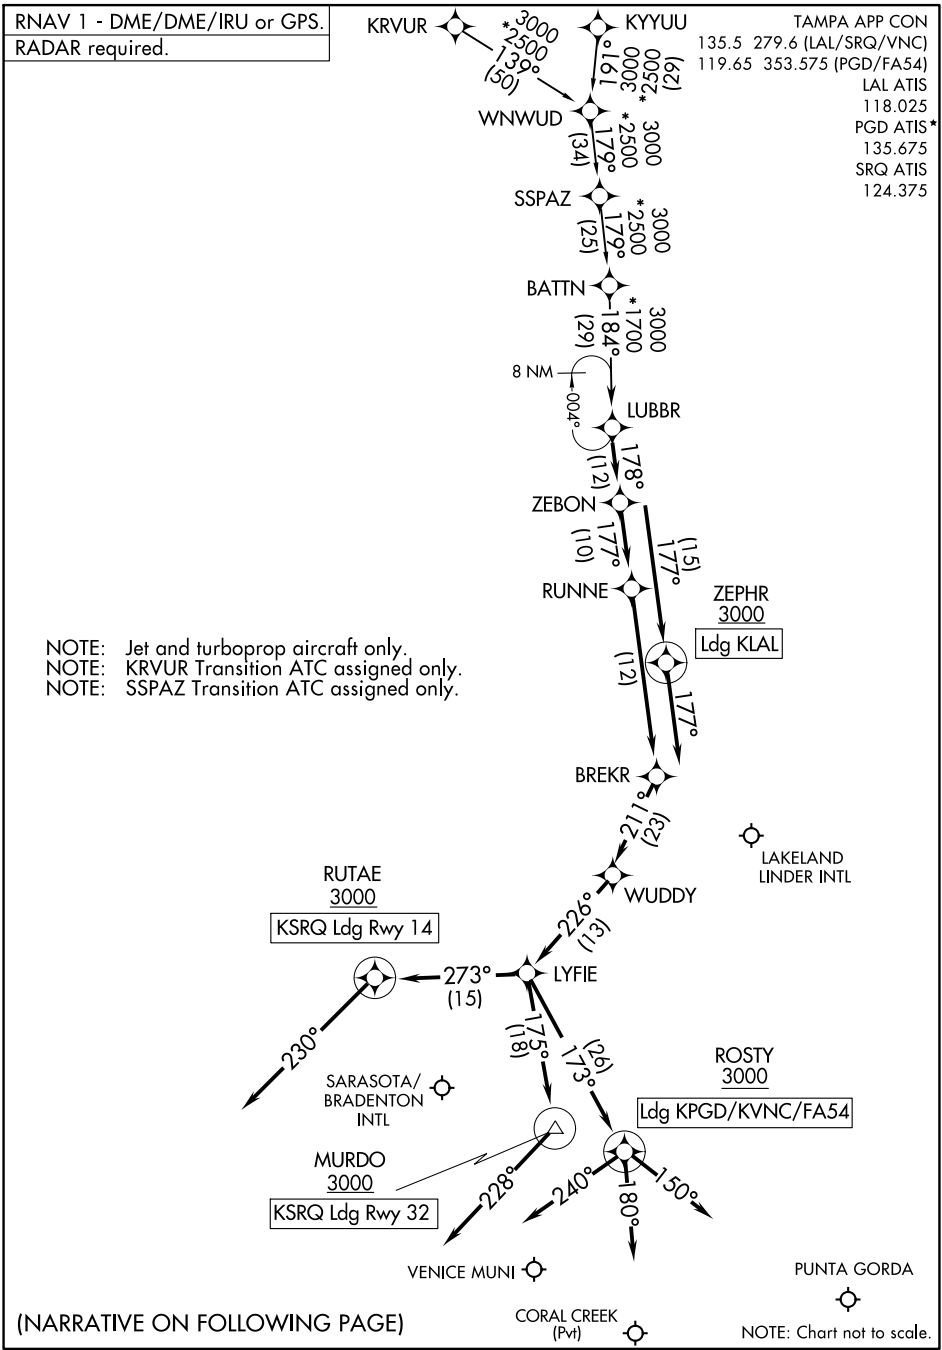 RNAV 1 - DME/DME/IRU or GPS.
RADAR required.
TAMPA APP CON
135.5 279.6 (LAL/SRQ/VNC)
119.65 353.575 (PGD/FA54)
LAL ATIS
118.025
PGD ATIS*
135.675
SRQ ATIS
124.375
KRVUR
3000
*2500
139°
(50)
KYYUU
(29)
*2500
3000
191°
WNWUD
3000
*2500
179°
(34)
SSPAZ
3000
*2500
179°
(25)
BATTN
3000
*1700
184°
(29)
8 NM
004°
LUBBR
178°
(12)
ZEBON
177°
(10)
(15)
177°
RUNNE
ZEPHR
3000
Ldg KLAL
(12)
177°
NOTE: Jet and turboprop aircraft only.
NOTE: KRVUR Transition ATC assigned only.
NOTE: SSPAZ Transition ATC assigned only.
BREKR
211°
(23)
LAKELAND
LINDER INTL
WUDDY
226°
(13)
RUTAE
3000
KSRQ Ldg Rwy 14
LYFIE
273°
(15)
230°
175°
(18)
(26)
173°
SARASOTA/
BRADENTON
INTL
ROSTY
3000
Ldg KPGD/KVNC/FA54
MURDO
3000
KSRQ Ldg Rwy 32
228°
240°
180°
150°
VENICE MUNI
PUNTA GORDA
CORAL CREEK
(Pvt)
(NARRATIVE ON FOLLOWING PAGE)
NOTE: Chart not to scale.